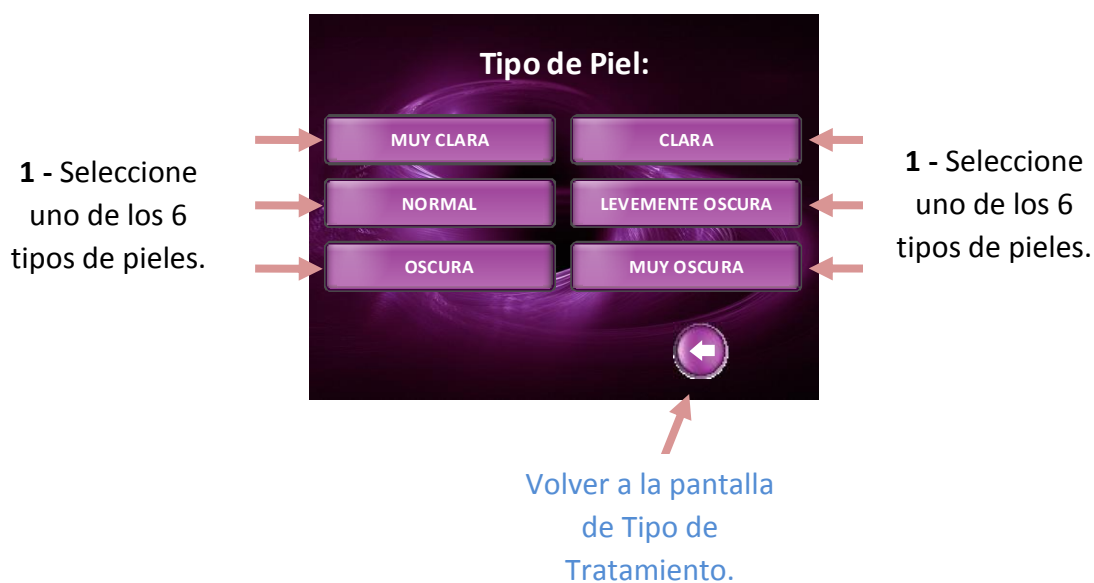 Tipo de Piel:
MUY CLARA
CLARA
NORMAL
LEVEMENTE OSCURA
OSCURA
MUY OSCURA
1 - Seleccione
uno de los 6
tipos de pieles.
1 - Seleccione
uno de los 6
tipos de pieles.
Volver a la pantalla
de Tipo de
Tratamiento.